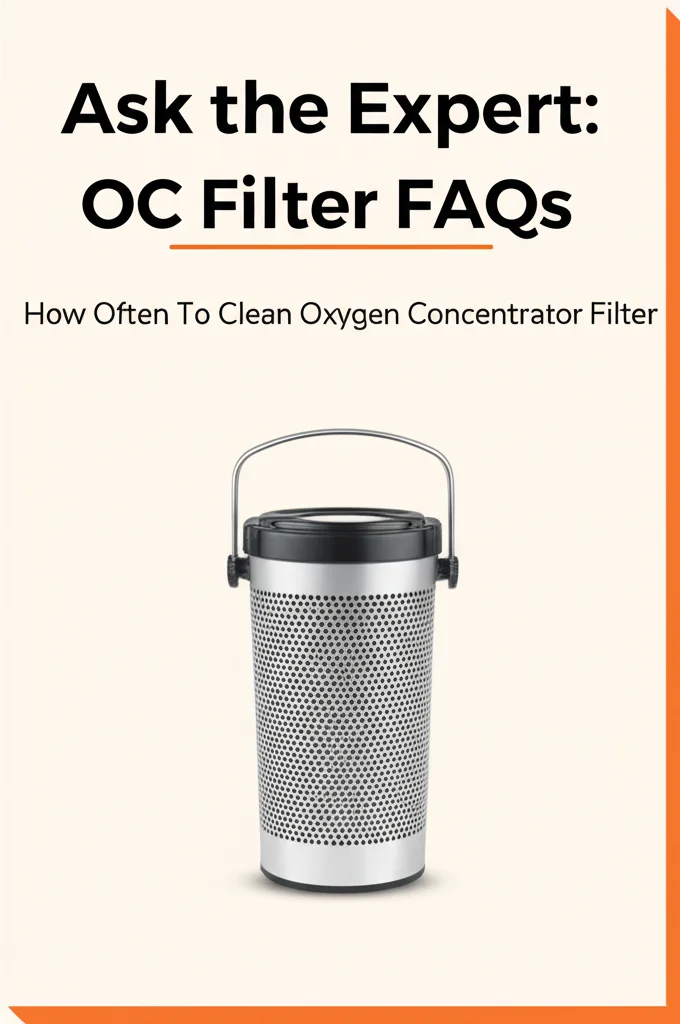 Ask the Expert:
OC Filter FAQs
How Often To Clean Oxygen Concentrator Filter